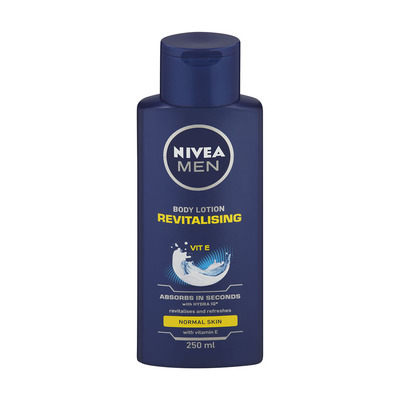 NIVEA
MEN
BODY LOTION
REVITALISING
VIT E
ABSORBS IN SECONDS
with HYDRA IQ®
revitalises and refreshes
NORMAL SKIN
with vitamin E
250 ml